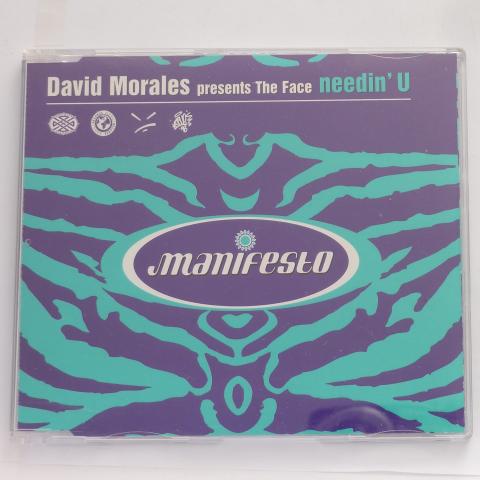 David Morales presents The Face needin' U
manifesto